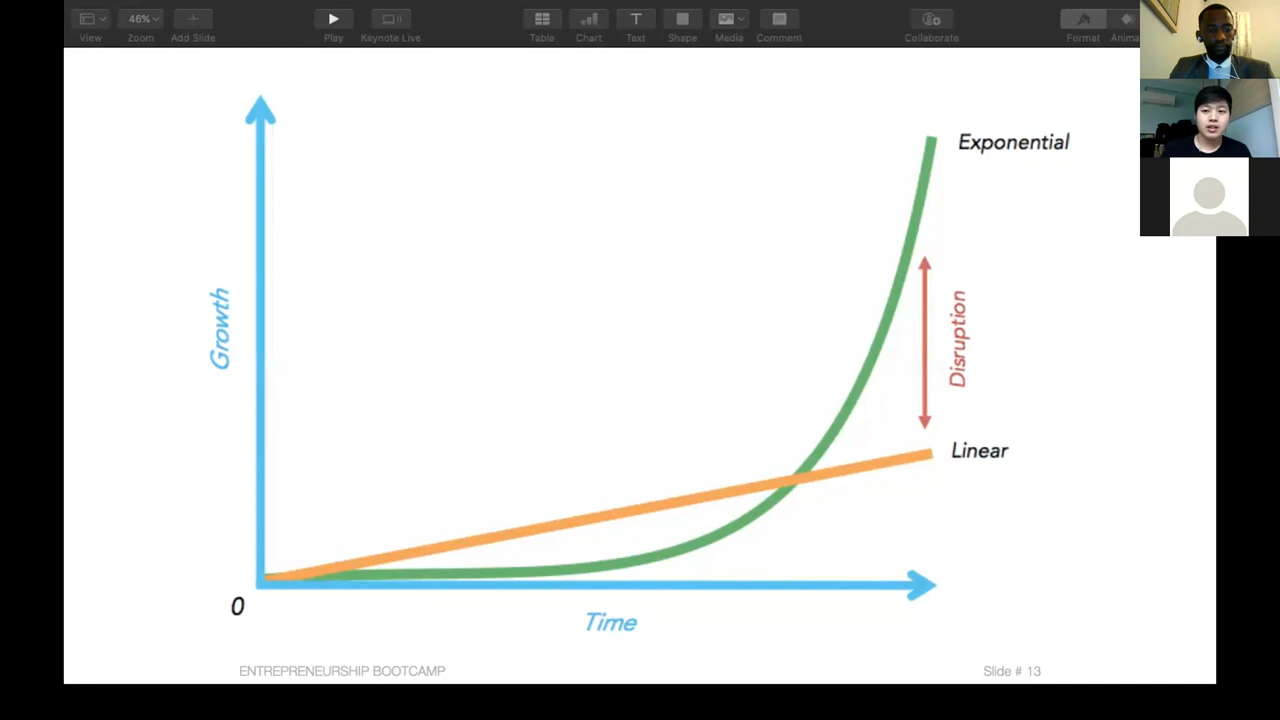 46%
View
Zoom
Add Slide
Play
Keynote Live
Table
Chart
Text
Shape
Media
Comment
Collaborate
Format
Anima
Exponential
Growth
Disruption
Linear
0
Time
ENTREPRENEURSHIP BOOTCAMP
Slide # 13